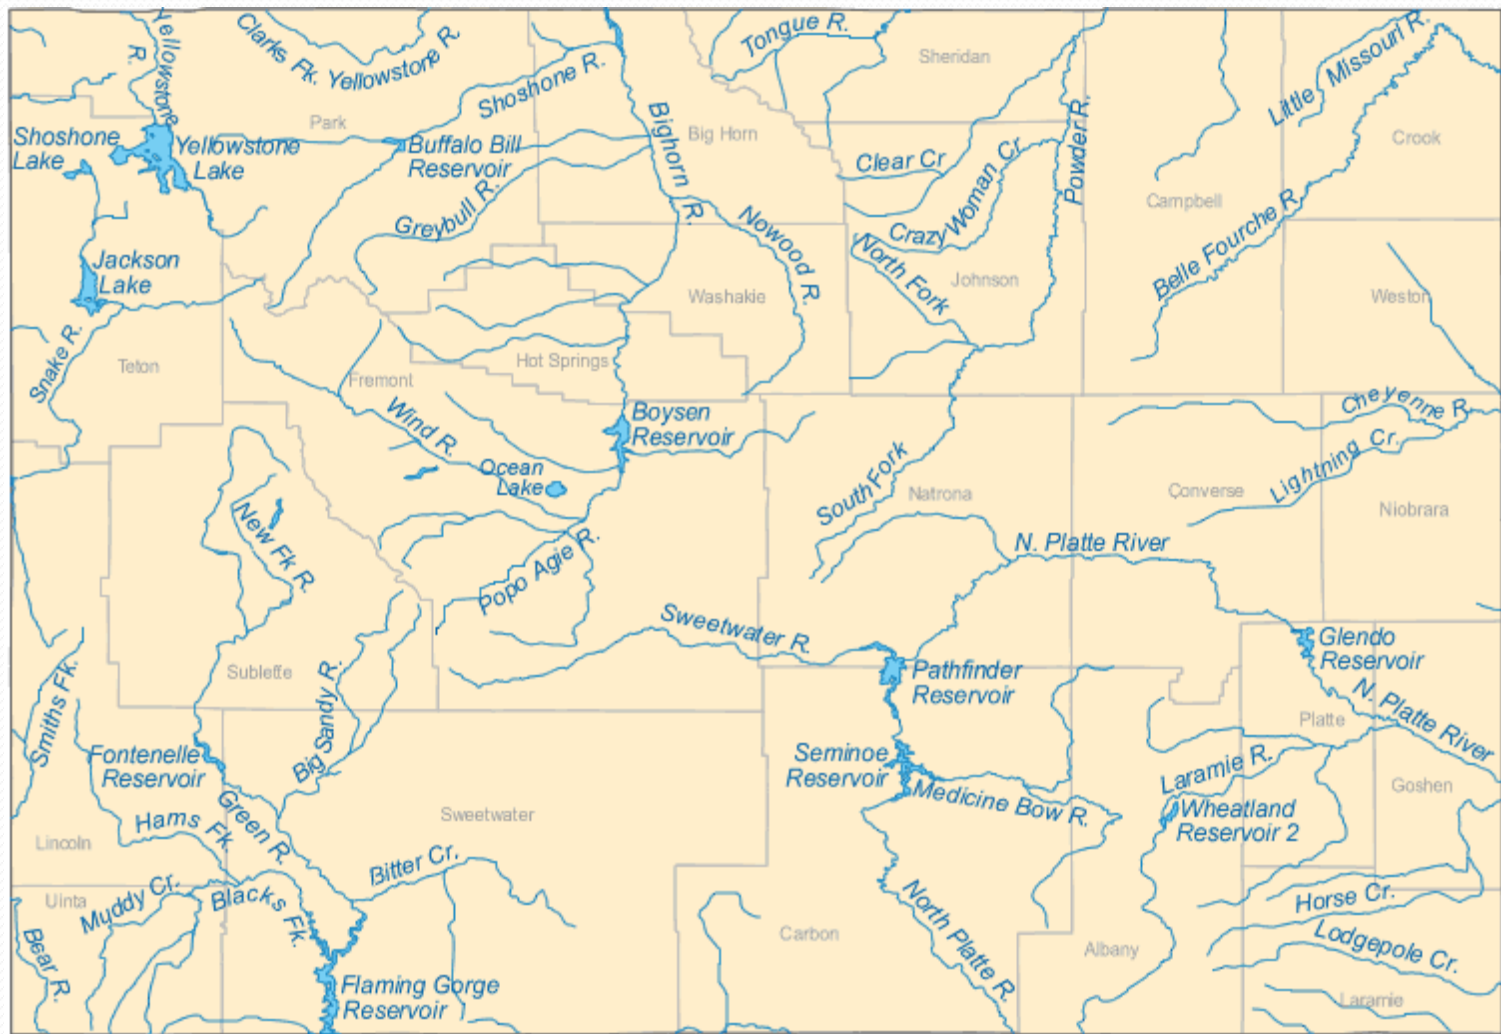 Yellowstone
R.
Clarks Fk. Yellowstone R.
Tongue R.
Sheridan
Little Missouri R.
Shoshone R.
Park
Bighorn R.
Big Horn
Powder R.
Crook
Shoshone
Lake
Yellowstone
Lake
Buffalo Bill
Reservoir
Clear Cr
Crazy Woman Cr
Campbell
Greybull R.
Nowood R.
Belle Fourche R.
North Fork
Johnson
Jackson
Lake
Washakie
Weston
Snake R.
Teton
Hot Springs
Fremont
Wind R.
Boysen
Reservoir
Cheyenne R.
Lightning Cr.
Ocean
Lake
South Fork
Natrona
Converse
Niobrara
New Fk R.
Popo Agie R.
N. Platte River
Sweetwater R.
Glendo
Reservoir
Subleffe
Pathfinder
Reservoir
Smiths Fk.
Big Sandy R.
N. Platte River
Platte
Fontenelle
Reservoir
Seminoe
Reservoir
Laramie R.
Goshen
Green R.
Medicine Bow R.
Wheatland
Reservoir 2
Hams Fk.
Sweetwater
Lincoln
Bitter Cr.
Uinta
Muddy Cr.
Blacks Fk.
North Platte R.
Horse Cr.
Bear R.
Carbon
Albany
Lodgepole Cr.
Flaming Gorge
Reservoir
Laramie